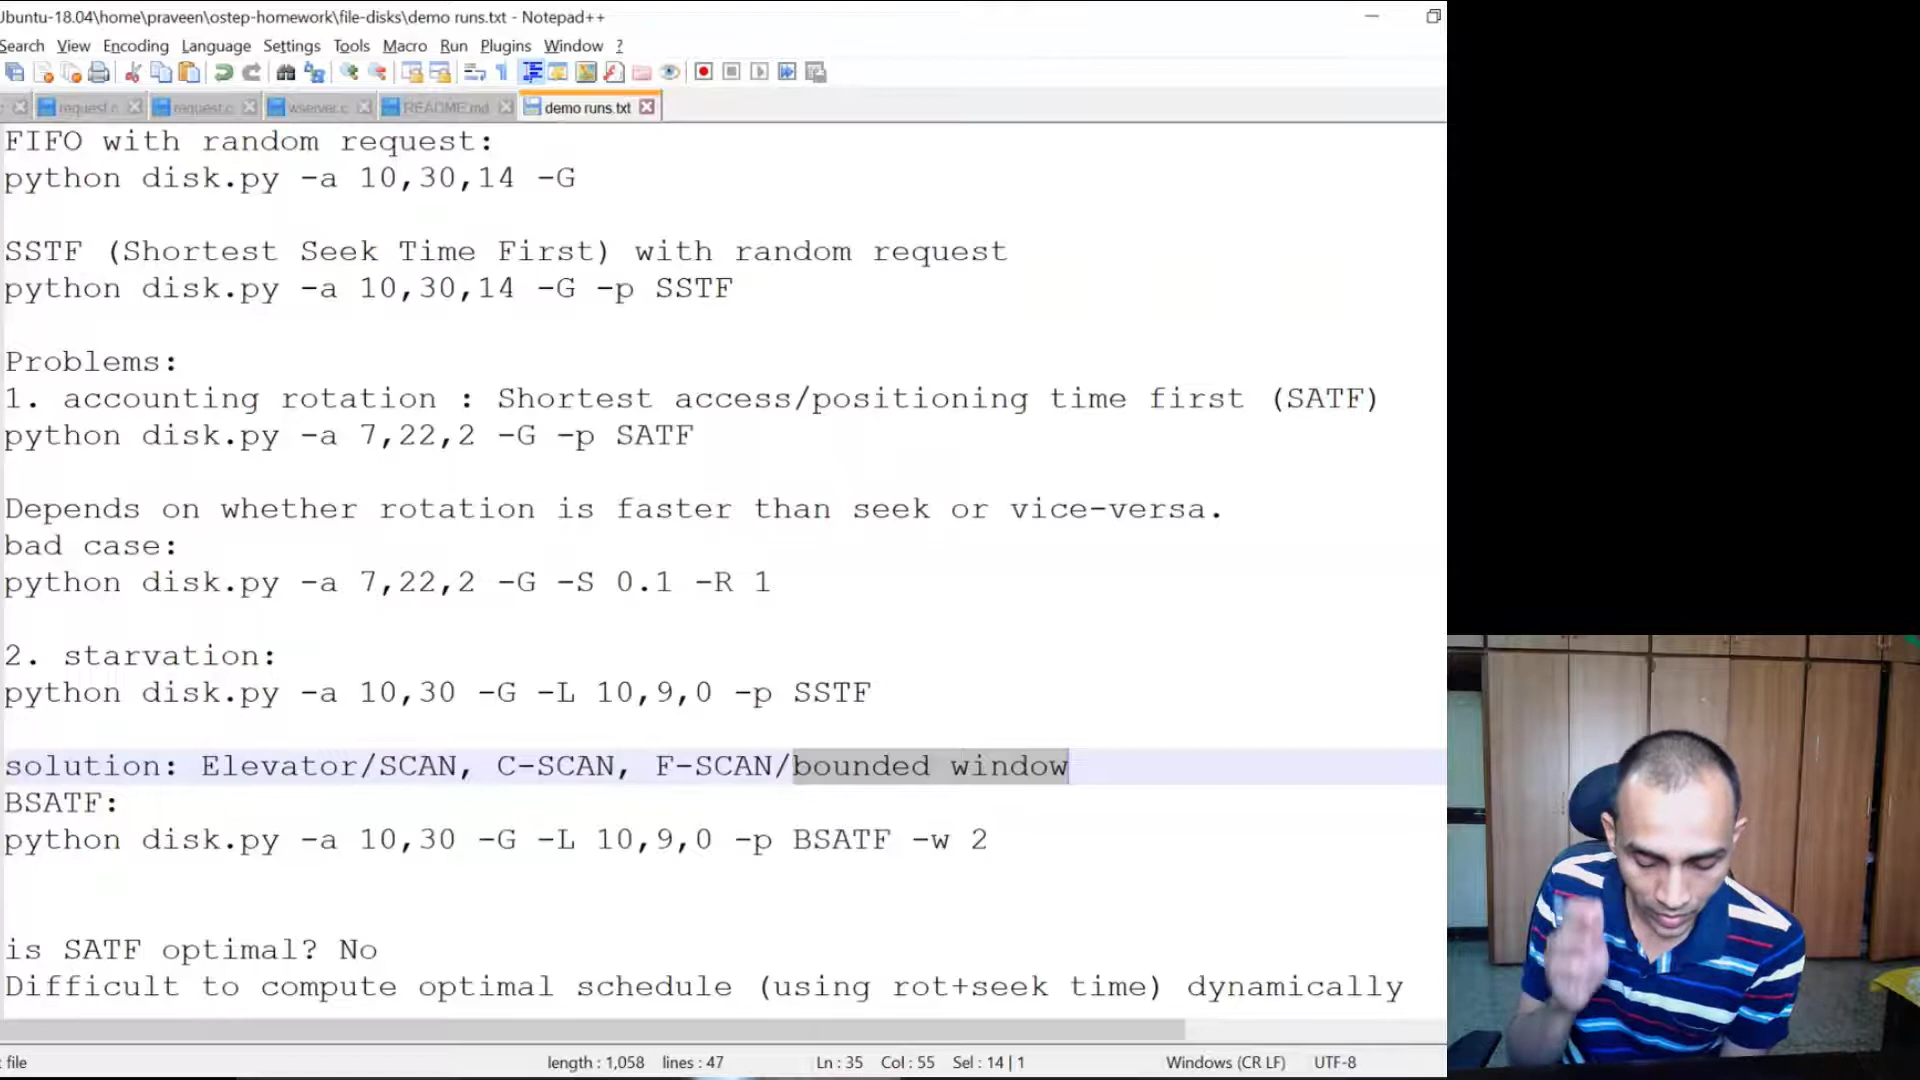 Ubuntu-18.04\home\praveen\ostep-homework\file-disks\demo runs.txt - Notepad++
Search View Encoding Language Settings Tools Macro Run Plugins Window ?
request.c wserver.c README.md demo runs.txt
FIFO with random request:
python disk.py -a 10,30,14 -G
SSTF (Shortest Seek Time First) with random request
python disk.py -a 10,30,14 -G -p SSTF
Problems:
1. accounting rotation : Shortest access/positioning time first (SATF)
python disk.py -a 7,22,2 -G -p SATF
Depends on whether rotation is faster than seek or vice-versa.
bad case:
python disk.py -a 7,22,2 -G -S 0.1 -R 1
2. starvation:
python disk.py -a 10,30 -G -L 10,9,0 -p SSTF
solution: Elevator/SCAN, C-SCAN, F-SCAN/bounded window
BSATF:
python disk.py -a 10,30 -G -L 10,9,0 -p BSATF -w 2
is SATF optimal? No
Difficult to compute optimal schedule (using rot+seek time) dynamically
file length : 1,058 lines : 47 Ln : 35 Col : 55 Sel : 14 | 1 Windows (CR LF) UTF-8